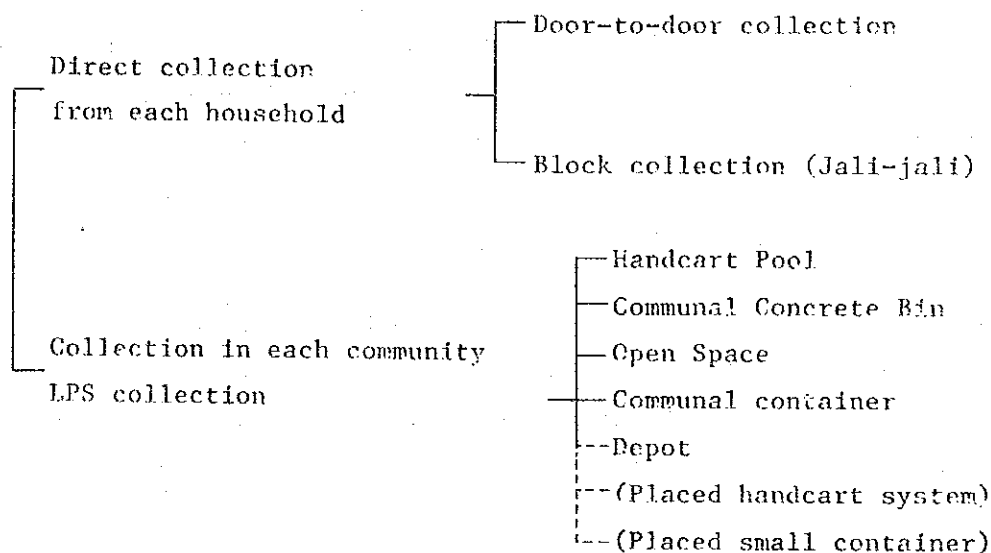 Door-to-door collection
Direct collection
from each household
Block collection (Jali-jali)
Handcart Pool
Communal Concrete Bin
Collection in each community
Open Space
LPS collection
Communal container
Depot
(Placed handcart system)
(Placed small container)